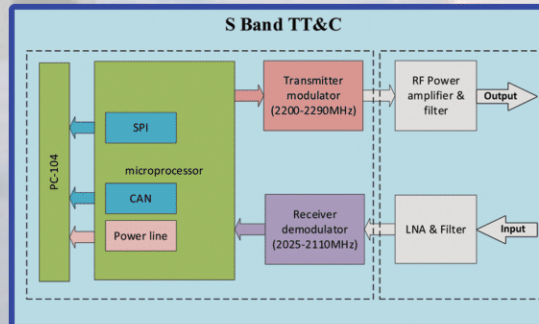 S Band TT&C
PC-104
SPI
microprocessor
CAN
Power line
Transmitter
modulator
(2200-2290MHz)
RF Power
amplifier &
filter
Output
Receiver
demodulator
(2025-2110MHz)
LNA & Filter
Input